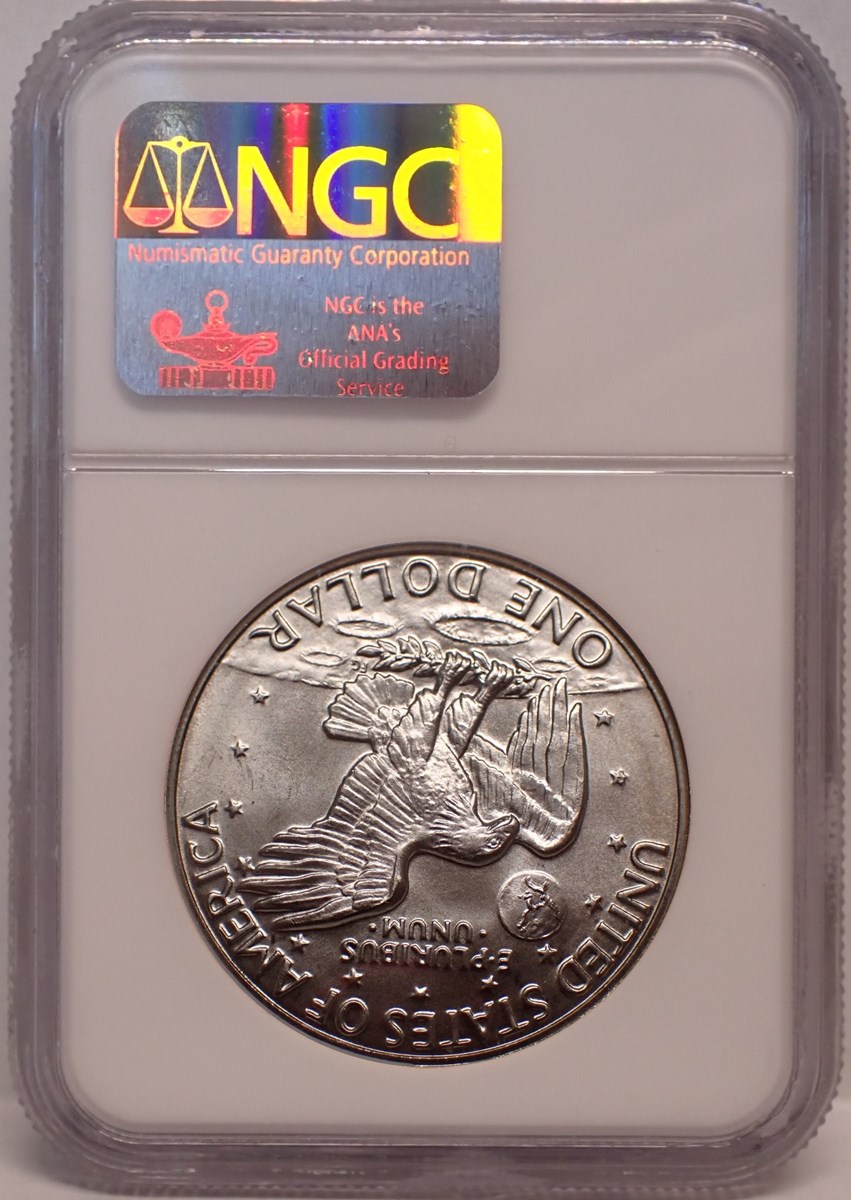 NGC
Numismatic Guaranty Corporation
NGC is the
ANA's
Official Grading
Service
UNITED STATES OF AMERICA
E·PLURIBUS
·UNUM·
FG
ONE DOLLAR